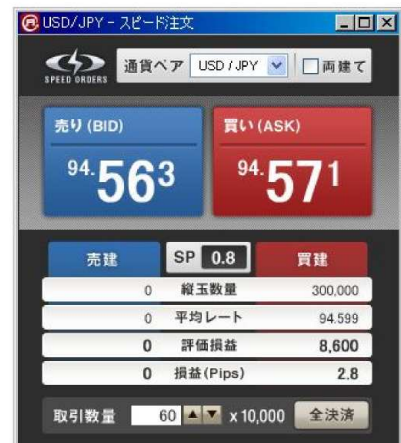 USD/JPY - スピード注文
SPEED ORDERS 通貨ペア USD / JPY 両建て
売り (BID) 買い (ASK)
94.563 94.571
売建 SP 0.8 買建
0 縦玉数量 300,000
0 平均レート 94.599
0 評価損益 8,600
0 損益(Pips) 2.8
取引数量 60 x 10,000 全決済